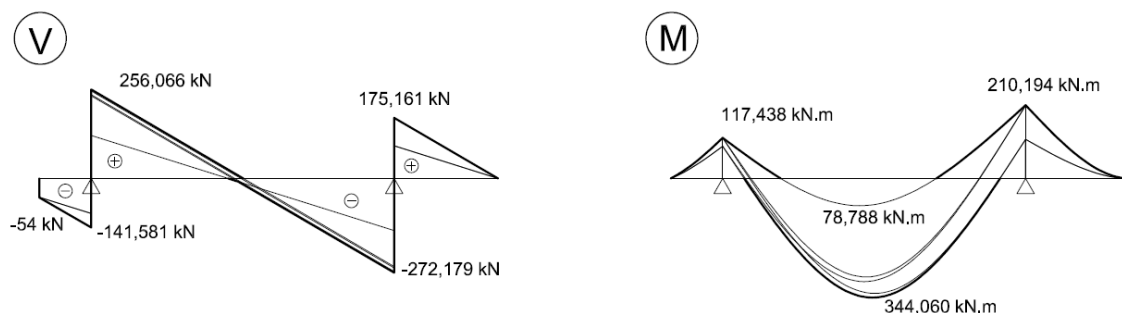 V
256,066 kN
175,161 kN
-54 kN
-141,581 kN
-272,179 kN
M
117,438 kN.m
210,194 kN.m
78,788 kN.m
344,060 kN.m